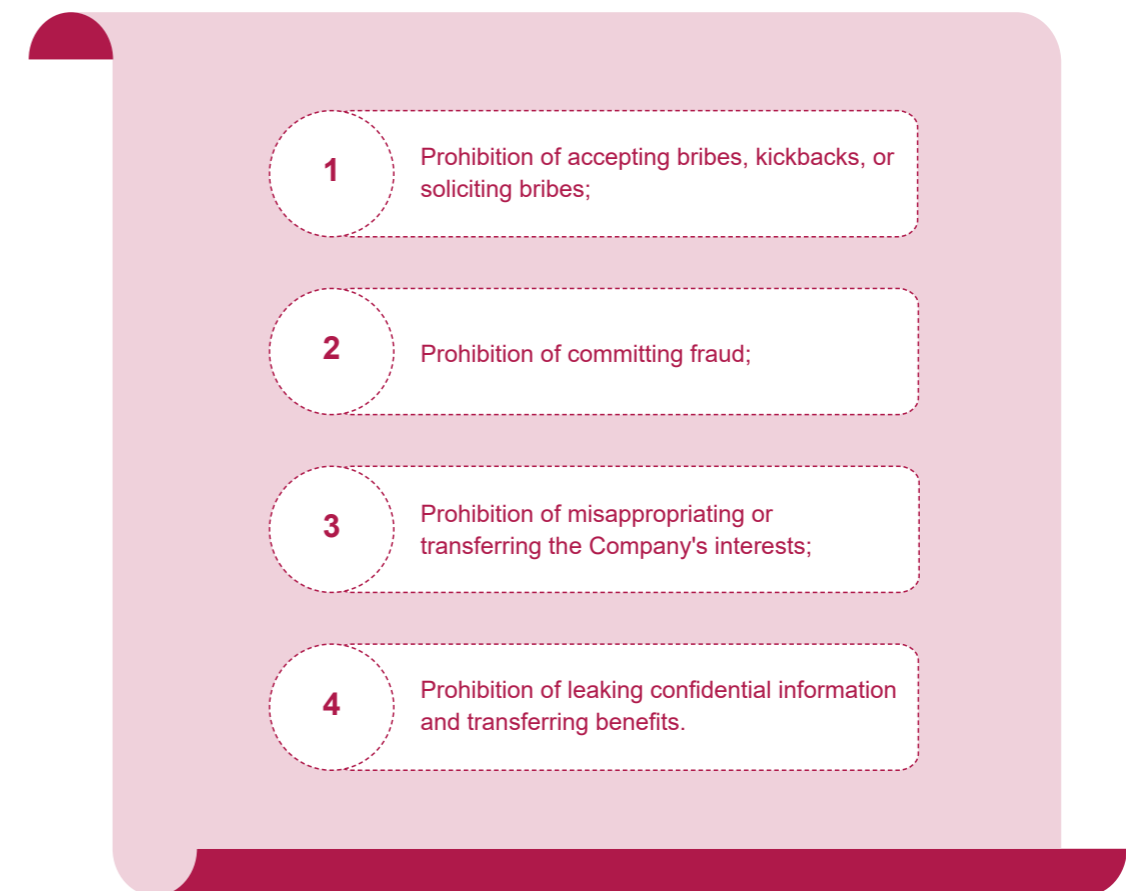 1
Prohibition of accepting bribes, kickbacks, or
soliciting bribes;
2
Prohibition of committing fraud;
3
Prohibition of misappropriating or
transferring the Company's interests;
4
Prohibition of leaking confidential information
and transferring benefits.